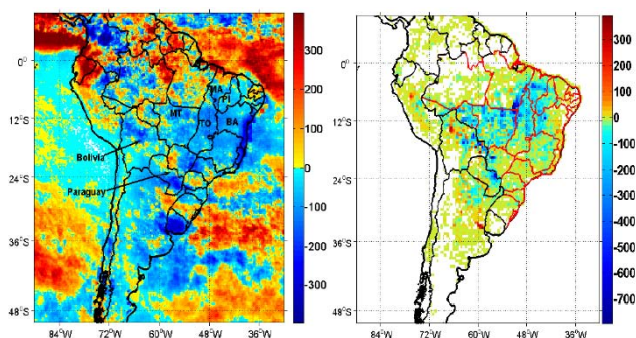 0°
12°S
24°S
36°S
48°S
84°W
72°W
60°W
48°W
36°W
MA
PI
MT
TO
BA
Bolivia
Paraguay
300
200
100
0
-100
-200
-300
0°
12°S
24°S
36°S
48°S
84°W
72°W
60°W
48°W
36°W
300
200
100
0
-100
-200
-300
-400
-500
-600
-700